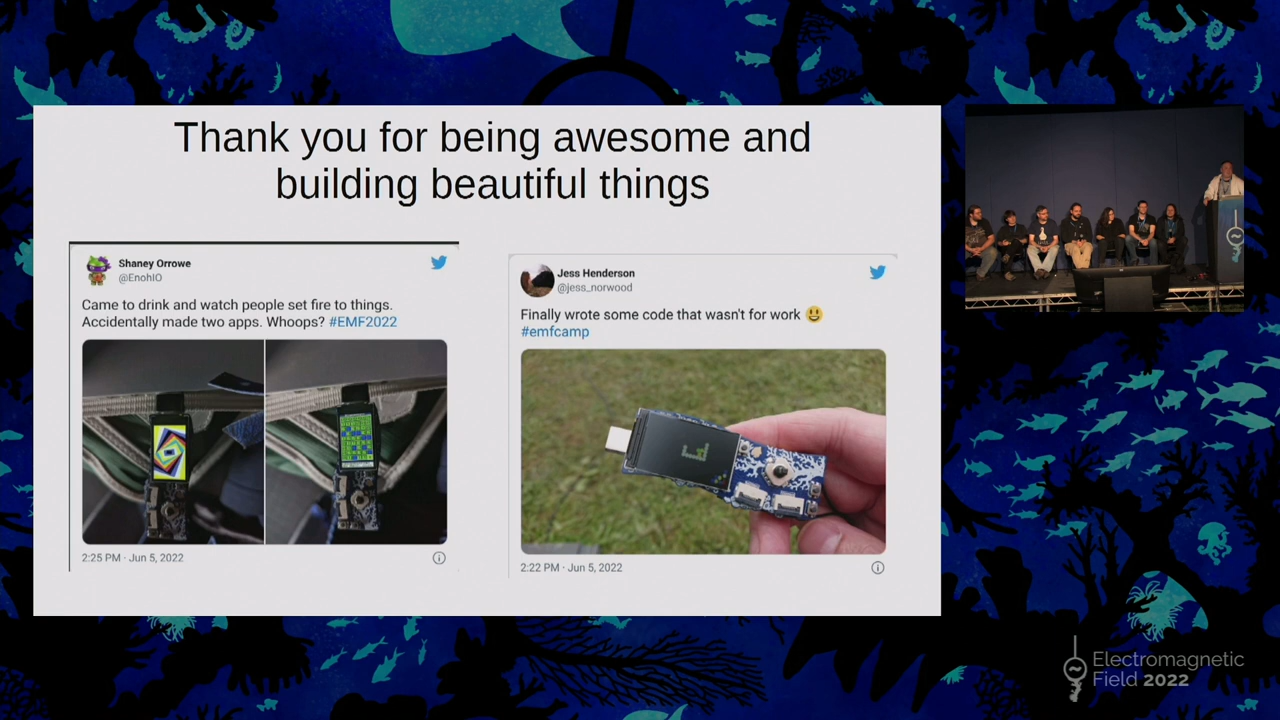 Thank you for being awesome and
building beautiful things
Shaney Orrowe
@EnohIO
Came to drink and watch people set fire to things.
Accidentally made two apps. Whoops? #EMF2022
2:25 PM · Jun 5, 2022
Jess Henderson
@jess_norwood
Finally wrote some code that wasn't for work 😃
#emfcamp
2:22 PM · Jun 5, 2022
Electromagnetic
Field 2022